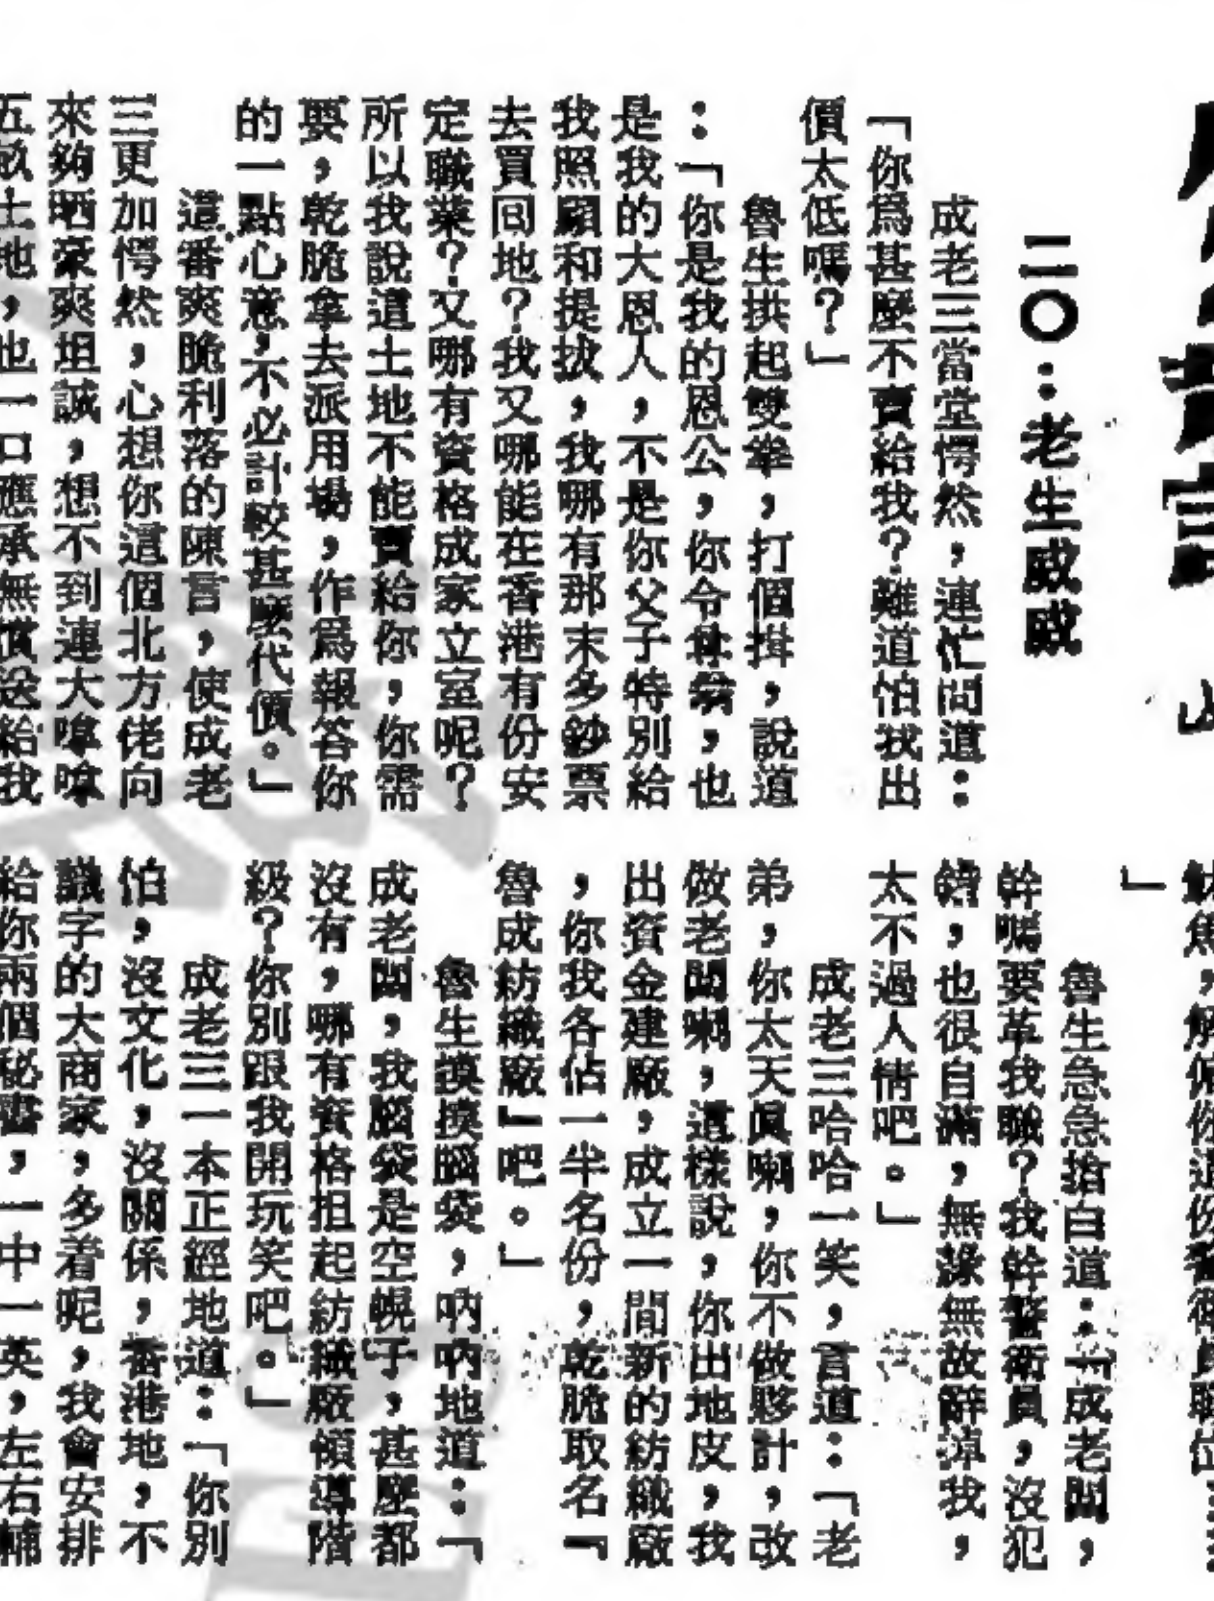 二〇：老生威威
成老三當堂愕然，連忙問道：
「你爲甚麼不賣給我？難道怕我出
價太低嗎？」
魯生拱起雙拳，打個揖，說道
：「你是我的恩公，你令尊翁，也
是我的大恩人，不是你父子特別給
我照顧和提拔，我哪有那末多鈔票
去買回地？我又哪能在香港有份安
定職業？又哪有資格成家立室呢？
所以我說這土地不能賣給你，你需
要，乾脆拿去派用場，作爲報答你
的一點心意，不必計較甚麼代價。」
這番爽脆利落的陳言，使成老
三更加愕然，心想你這個北方佬向
來夠晒豪爽坦誠，想不到連大嗱嗱
五畝土地，也一口應承無償送給我
」
魯生急急搶白道：「成老闆，
幹嗎要革我職？我幹警衛員，沒犯
錯，也很自滿，無緣無故辭掉我，
太不過人情吧。」
成老三哈哈一笑，言道：「老
弟，你太天眞喇，你不做夥計，改
做老闆喇，這樣說，你出地皮，我
出資金建廠，成立一間新的紡織廠
，你我各佔一半名份，乾脆取名『
魯成紡織廠』吧。」
魯生摸摸腦袋，吶吶地道：「
成老闆，我腦袋是空幌子，甚麼都
沒有，哪有資格担起紡織廠領導階
級？你別跟我開玩笑吧。」
成老三一本正經地道：「你別
怕，沒文化，沒關係，香港地，不
識字的大商家，多着呢，我會安排
給你兩個秘書，一中一英，左右輔